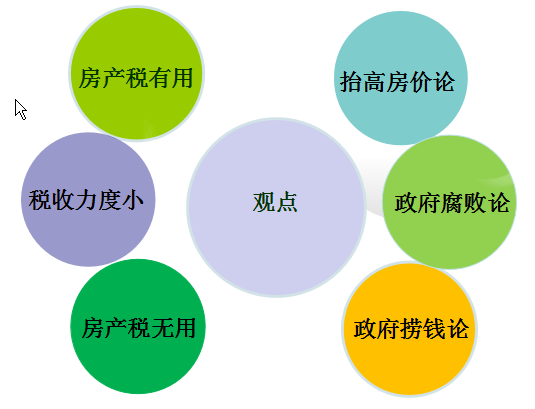 房产税有用
抬高房价论
税收力度小
观点
政府腐败论
房产税无用
政府捞钱论